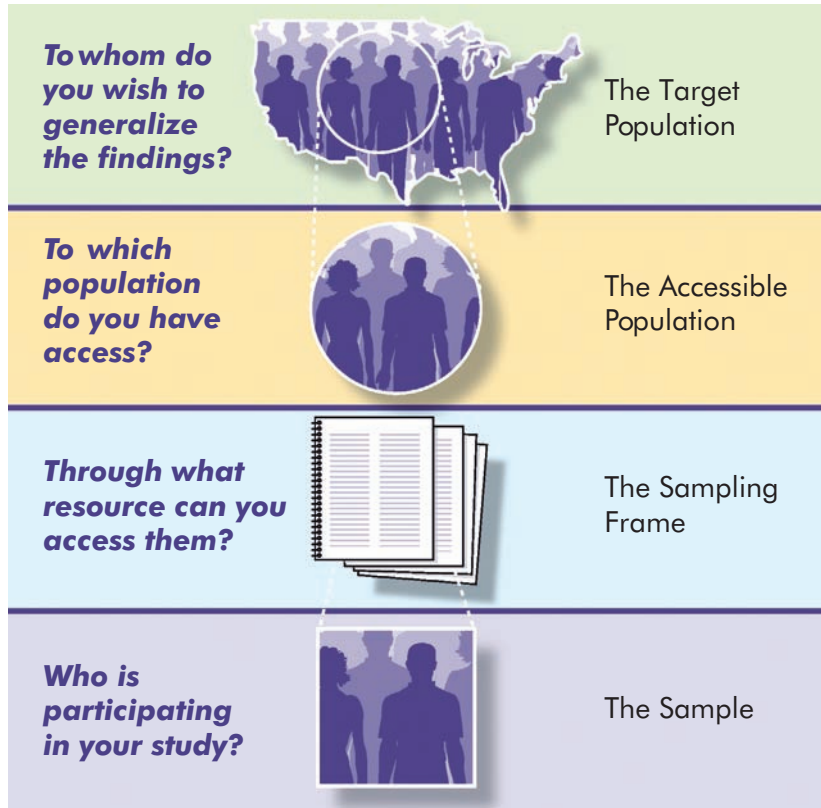 To whom do
you wish to
generalize
the findings?
The Target
Population
To which
population
do you have
access?
The Accessible
Population
Through what
resource can you
access them?
The Sampling
Frame
Who is
participating
in your study?
The Sample